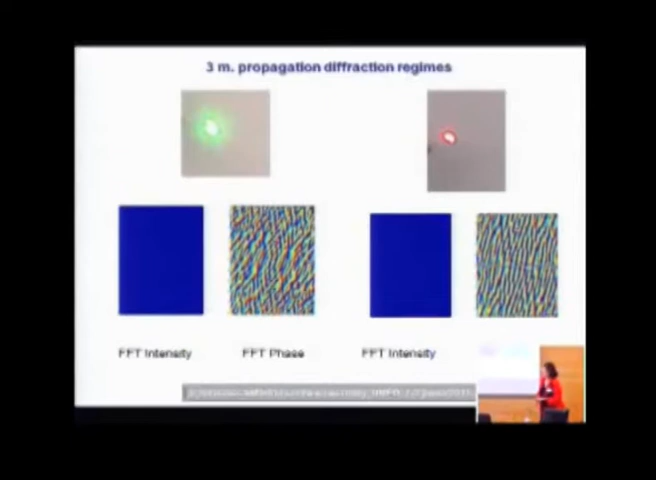 3 m. propagation diffraction regimes
FFT Intensity
FFT Phase
FFT Intensity